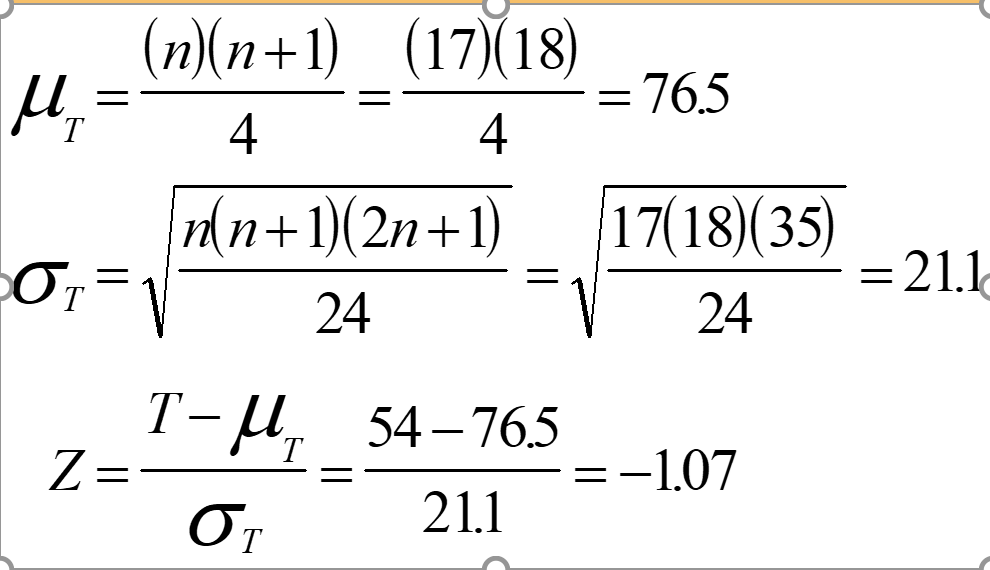 μ_T = (n)(n+1)/4 = (17)(18)/4 = 76.5
σ_T = √(n(n+1)(2n+1)/24) = √(17(18)(35)/24) = 21.1
Z = (T − μ_T)/σ_T = (54 − 76.5)/21.1 = −1.07